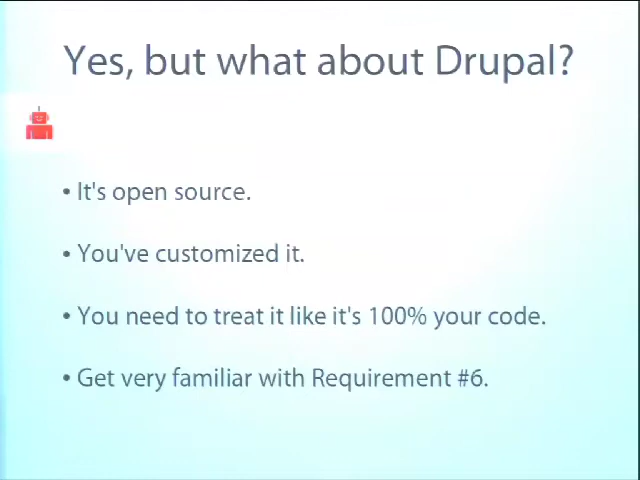 Yes, but what about Drupal?
• It's open source.
• You've customized it.
• You need to treat it like it's 100% your code.
• Get very familiar with Requirement #6.